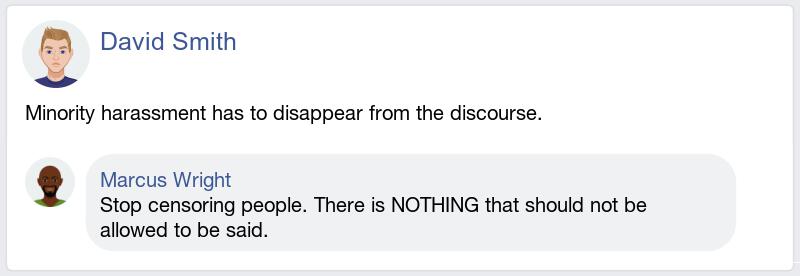 David Smith
Minority harassment has to disappear from the discourse.
Marcus Wright
Stop censoring people. There is NOTHING that should not be
allowed to be said.